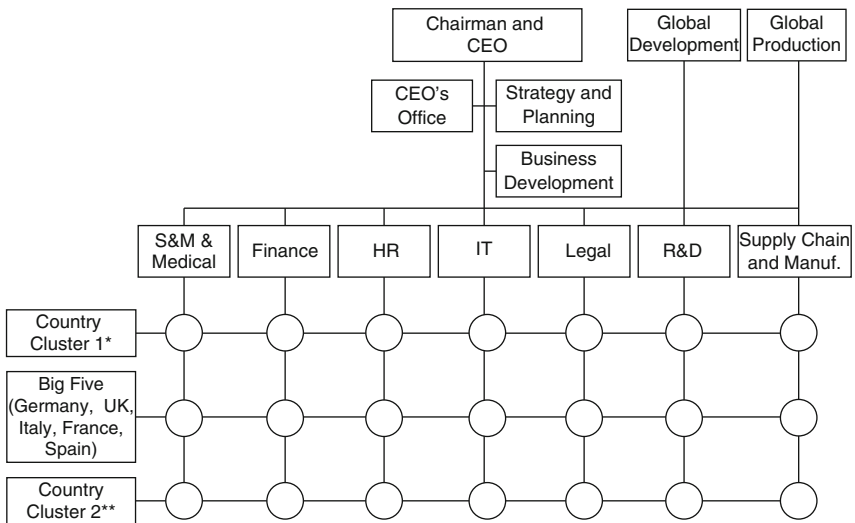 Chairman and
CEO
Global
Development
Global
Production
CEO's
Office
Strategy and
Planning
Business
Development
S&M &
Medical
Finance
HR
IT
Legal
R&D
Supply Chain
and Manuf.
Country
Cluster 1*
Big Five
(Germany, UK,
Italy, France,
Spain)
Country
Cluster 2**